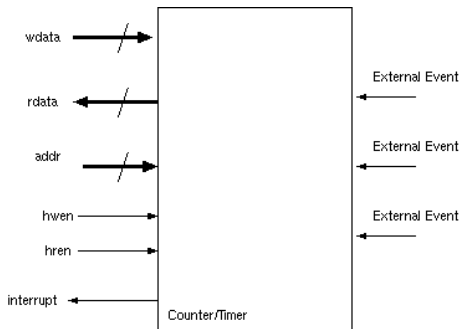 wdata
rdata
addr
hwen
hren
interrupt
External Event
External Event
External Event
Counter/Timer